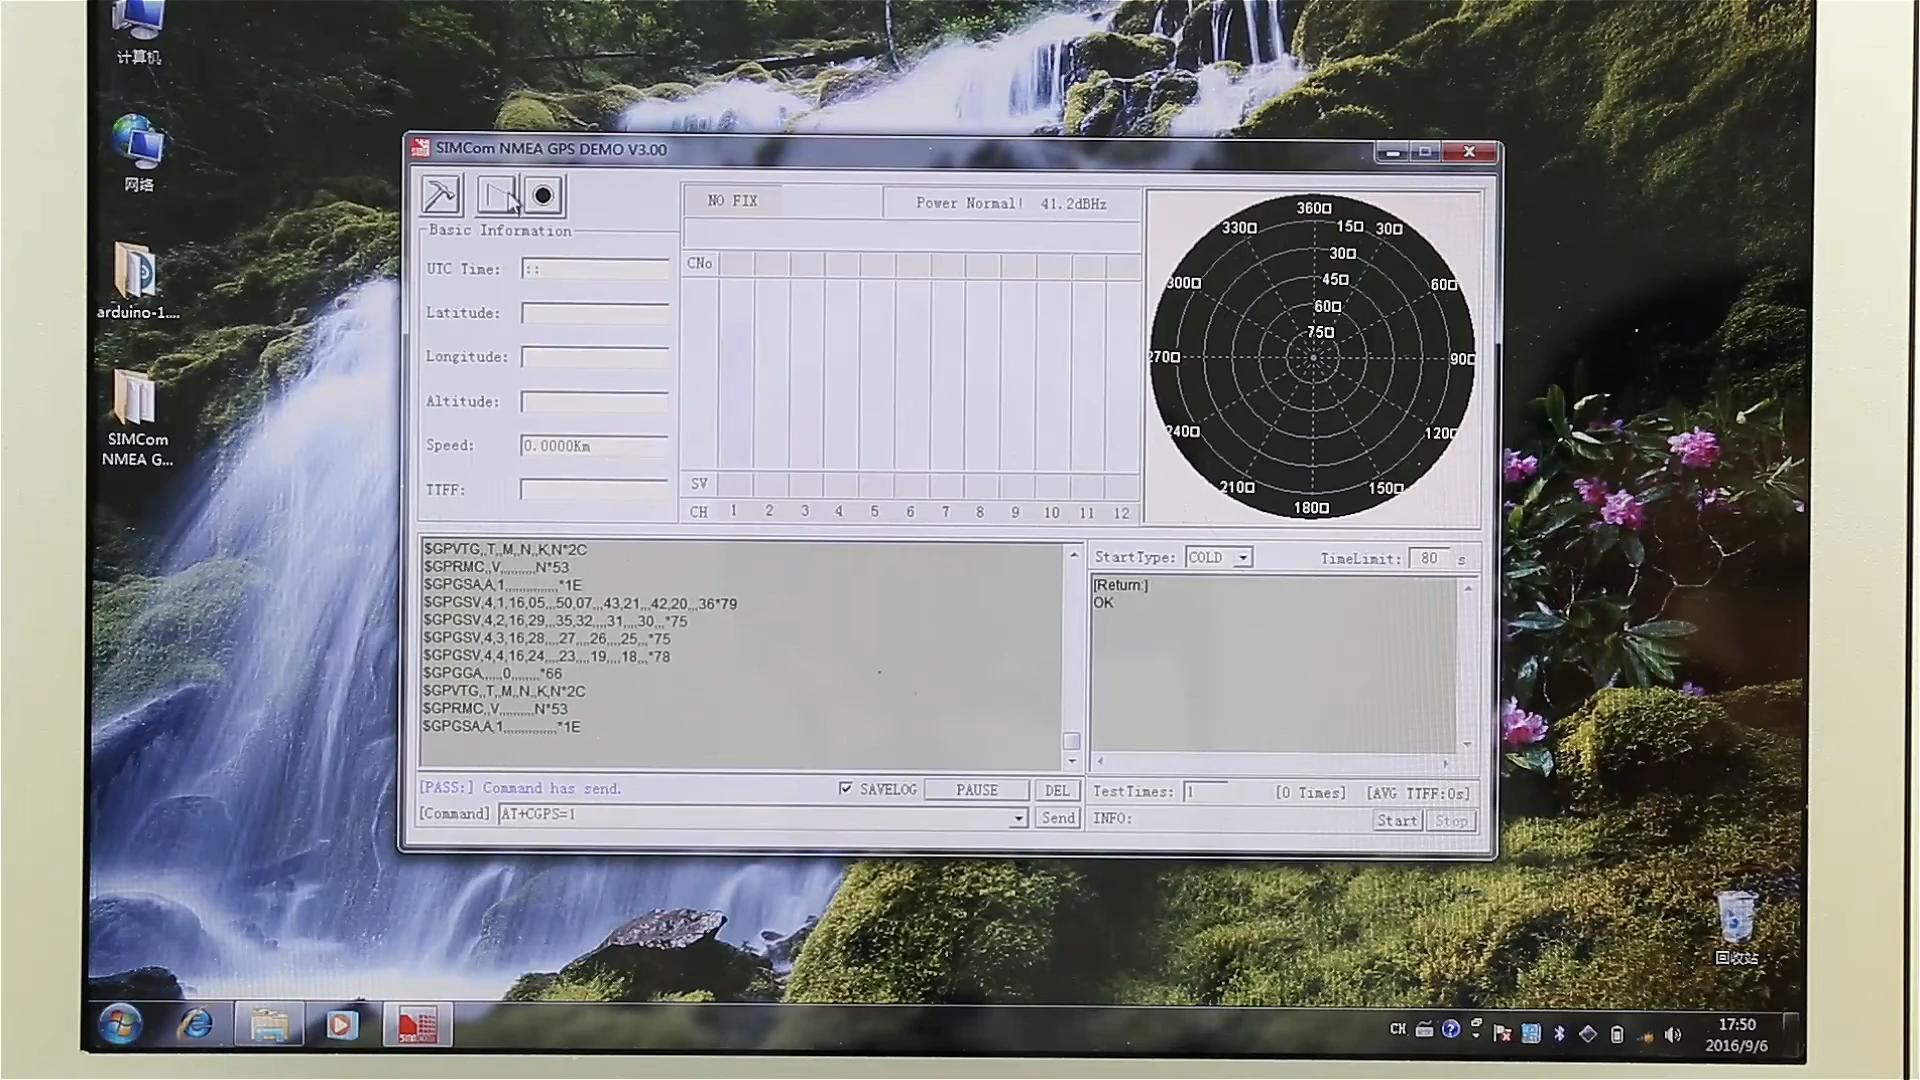 计算机
网络
arduino-1....
SIMCom
NMEA G...
SIMCom NMEA GPS DEMO V3.00
NO FIX
Power Normal! 41.2dBHz
Basic Information
UTC Time: ::
Latitude:
Longitude:
Altitude:
Speed: 0.0000Km
TTFF:
CNo
SV
CH 1 2 3 4 5 6 7 8 9 10 11 12
360
15 30
330
30
300
45
60
60
75
270
90
240
120
210
150
180
$GPVTG,,T,,M,,N,,K,N*2C
$GPRMC,,V,,,,,,,,,,N*53
$GPGSA,A,1,,,,,,,,,,,,,,,*1E
$GPGSV,4,1,16,05,,,50,07,,,43,21,,,42,20,,,36*79
$GPGSV,4,2,16,29,,,35,32,,,,31,,,,30,,,*75
$GPGSV,4,3,16,28,,,,27,,,,26,,,,25,,,*75
$GPGSV,4,4,16,24,,,,23,,,,19,,,,18,,,*78
$GPGGA,,,,,,0,,,,,,,,*66
$GPVTG,,T,,M,,N,,K,N*2C
$GPRMC,,V,,,,,,,,,,N*53
$GPGSA,A,1,,,,,,,,,,,,,,,*1E
StartType: COLD TimeLimit: 80 s
[Return:]
OK
[PASS:] Command has send.
SAVELOG PAUSE DEL
[Command] AT+CGPS=1 Send
TestTimes: 1 [0 Times] [AVG TTFF:0s]
INFO: Start Stop
回收站
CH
17:50
2016/9/6